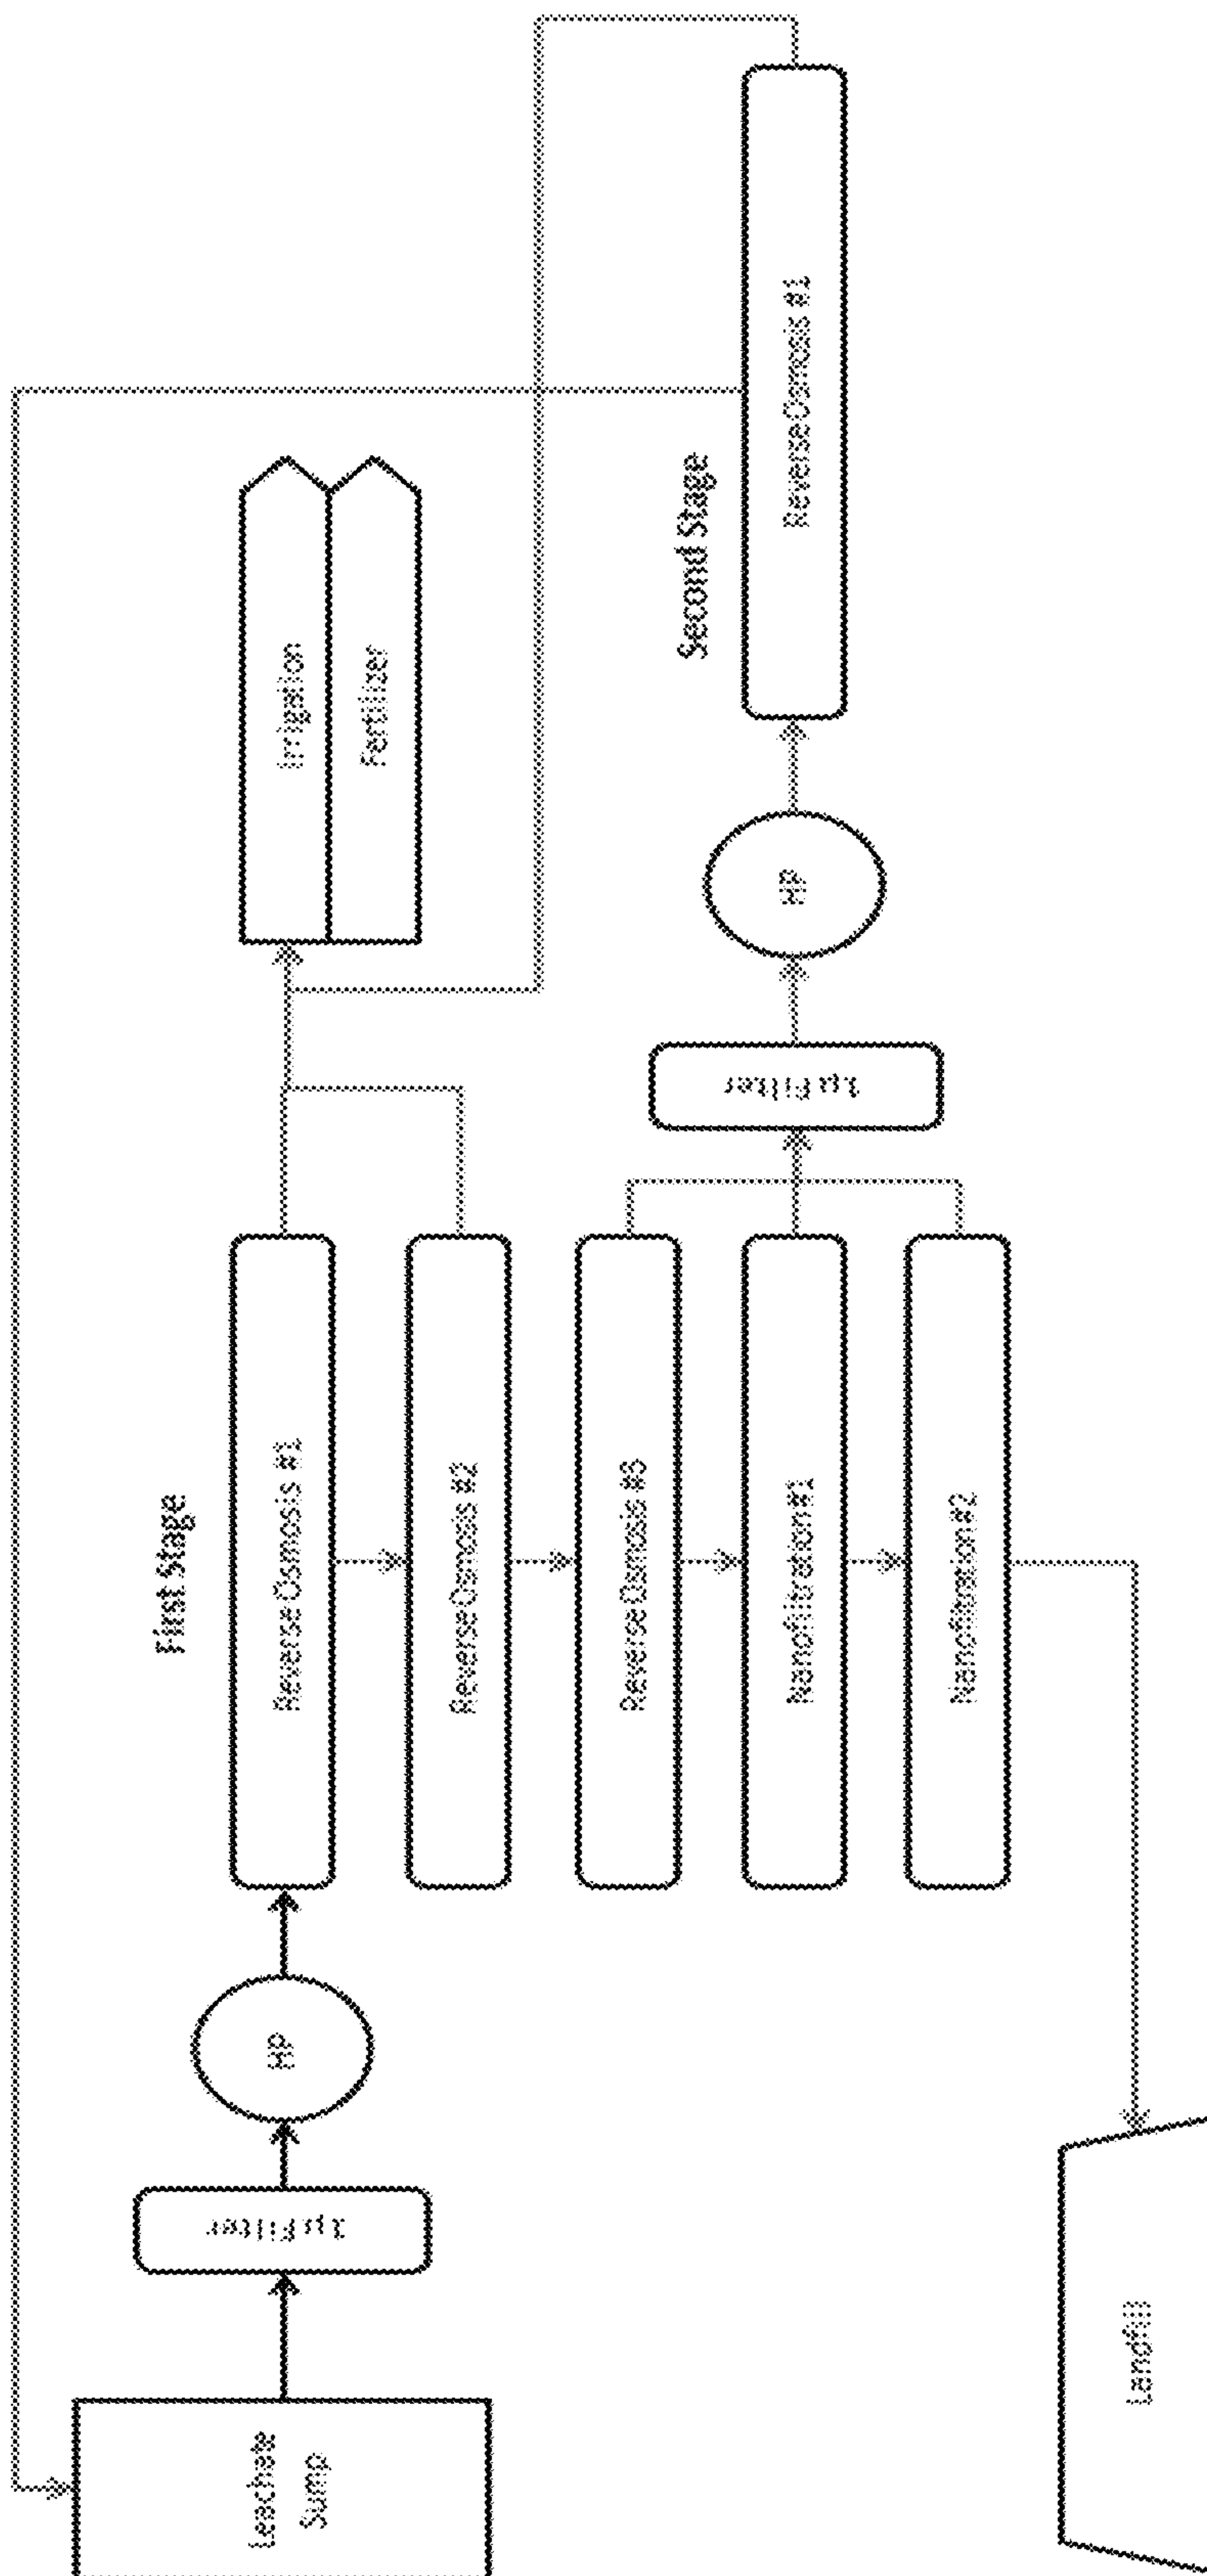 Leachate
Sump
1µ Filter
HP
First Stage
Reverse Osmosis #1
Reverse Osmosis #2
Reverse Osmosis #3
Nanofiltration #1
Nanofiltration #2
Landfill
Irrigation
Fertilizer
1µ Filter
HP
Second Stage
Reverse Osmosis #1